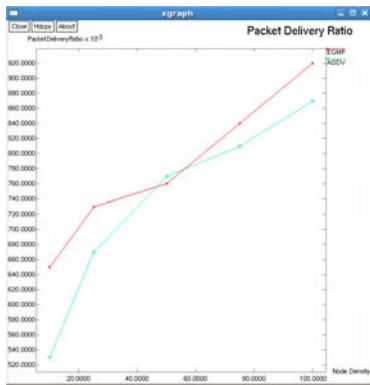 xgraph
Close Hdcpy About
Packet Delivery Ratio
PacketDeliveryRatio x 10-3
EGMP
AODV
920.0000
900.0000
880.0000
860.0000
840.0000
820.0000
800.0000
780.0000
760.0000
740.0000
720.0000
700.0000
680.0000
660.0000
640.0000
620.0000
600.0000
580.0000
560.0000
540.0000
520.0000
Node Density
20.0000 40.0000 60.0000 80.0000 100.0000